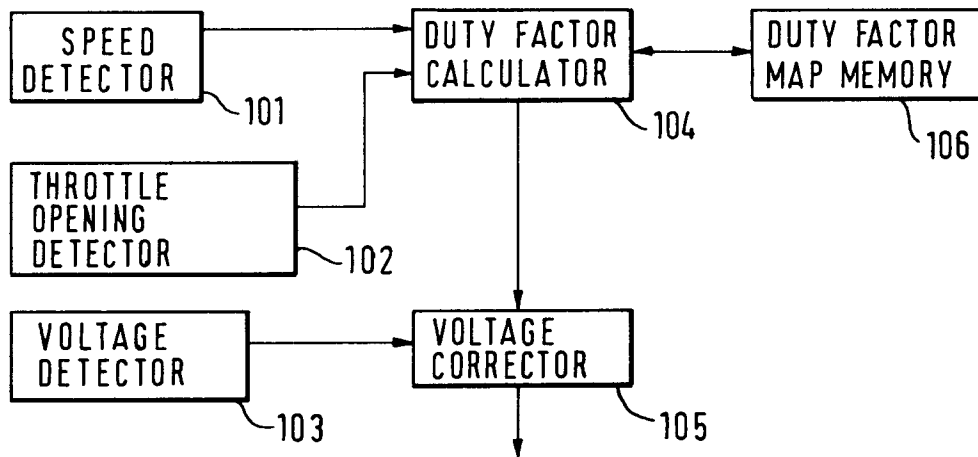 SPEED
DETECTOR
101
DUTY FACTOR
CALCULATOR
104
DUTY FACTOR
MAP MEMORY
106
THROTTLE
OPENING
DETECTOR
102
VOLTAGE
DETECTOR
103
VOLTAGE
CORRECTOR
105